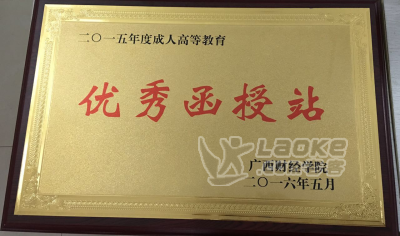 二〇一五年度成人高等教育
优秀函授站
广西财经学院
二〇一六年五月
LAOKE